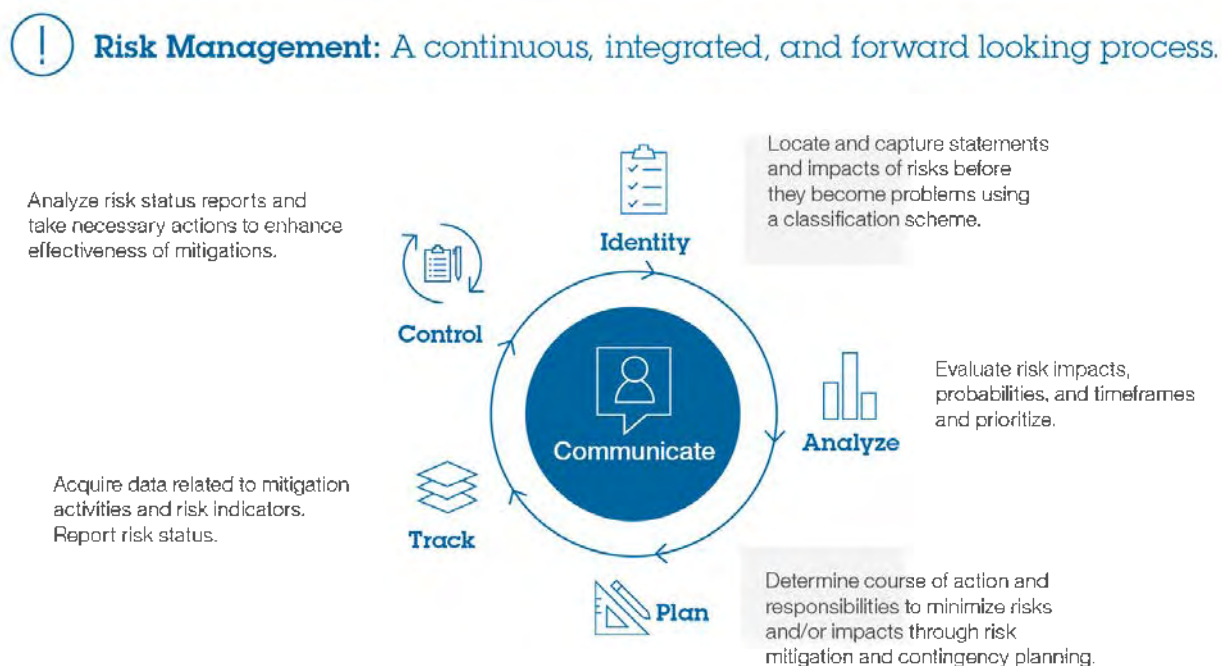 Risk Management: A continuous, integrated, and forward looking process.
Locate and capture statements
and impacts of risks before
they become problems using
a classification scheme.
Identity
Analyze risk status reports and
take necessary actions to enhance
effectiveness of mitigations.
Control
Evaluate risk impacts,
probabilities, and timeframes
and prioritize.
Analyze
Communicate
Acquire data related to mitigation
activities and risk indicators.
Report risk status.
Track
Plan
Determine course of action and
responsibilities to minimize risks
and/or impacts through risk
mitigation and contingency planning.